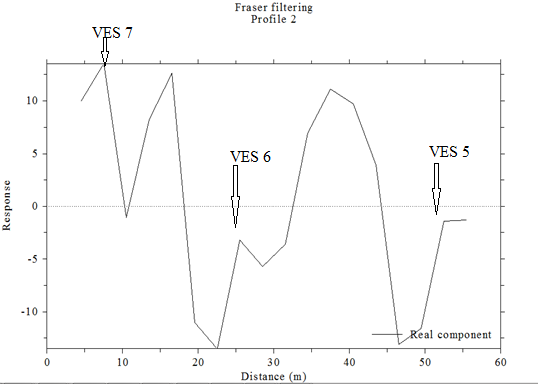 Fraser filtering
Profile 2
VES 7
VES 6
VES 5
10
5
0
-5
-10
Response
Real component
0 10 20 30 40 50 60
Distance (m)